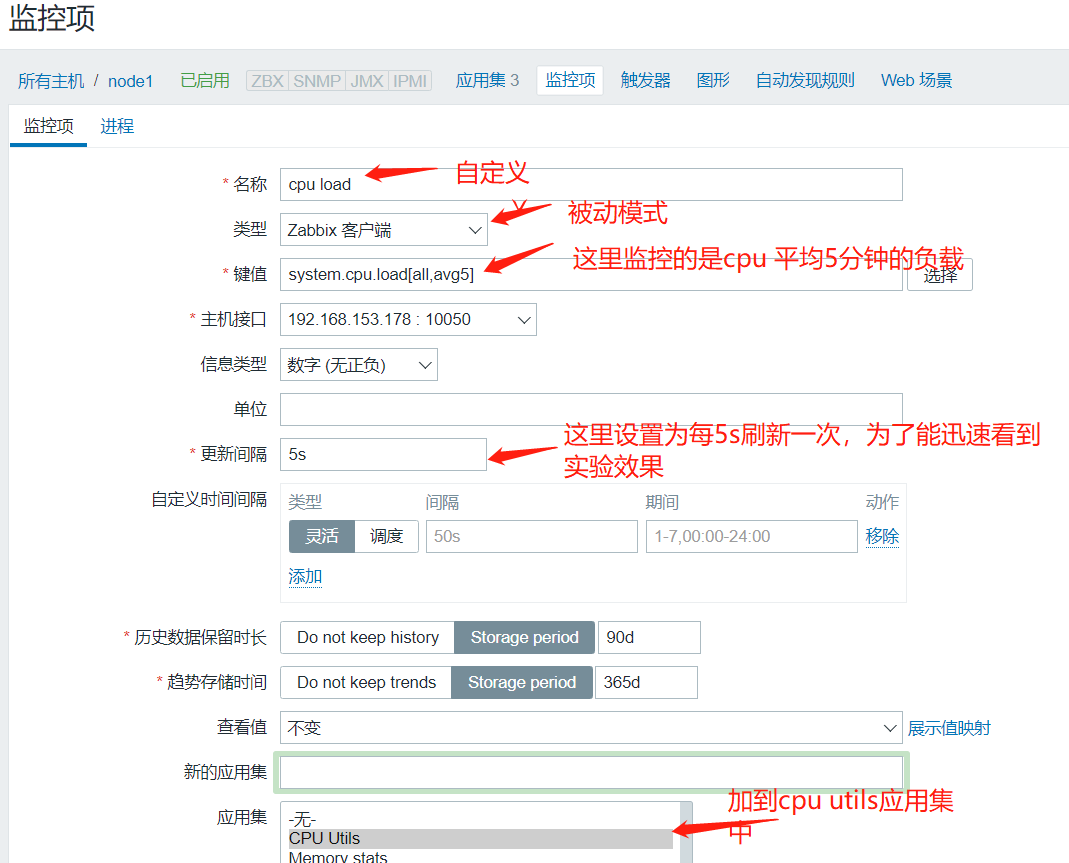 监控项
所有主机 / node1 已启用 ZBX SNMP JMX IPMI 应用集 3 监控项 触发器 图形 自动发现规则 Web 场景
监控项 进程
* 名称 cpu load 自定义
类型 Zabbix 客户端 被动模式
* 键值 system.cpu.load[all,avg5] 选择
这里监控的是cpu 平均5分钟的负载
* 主机接口 192.168.153.178 : 10050
信息类型 数字 (无正负)
单位
* 更新间隔 5s
这里设置为每5s刷新一次，为了能迅速看到
实验效果
自定义时间间隔 类型 间隔 期间 动作
灵活 调度 50s 1-7,00:00-24:00 移除
添加
* 历史数据保留时长 Do not keep history Storage period 90d
* 趋势存储时间 Do not keep trends Storage period 365d
查看值 不变 展示值映射
新的应用集
应用集 -无-
CPU Utils
Memory stats
加到cpu utils应用集
中